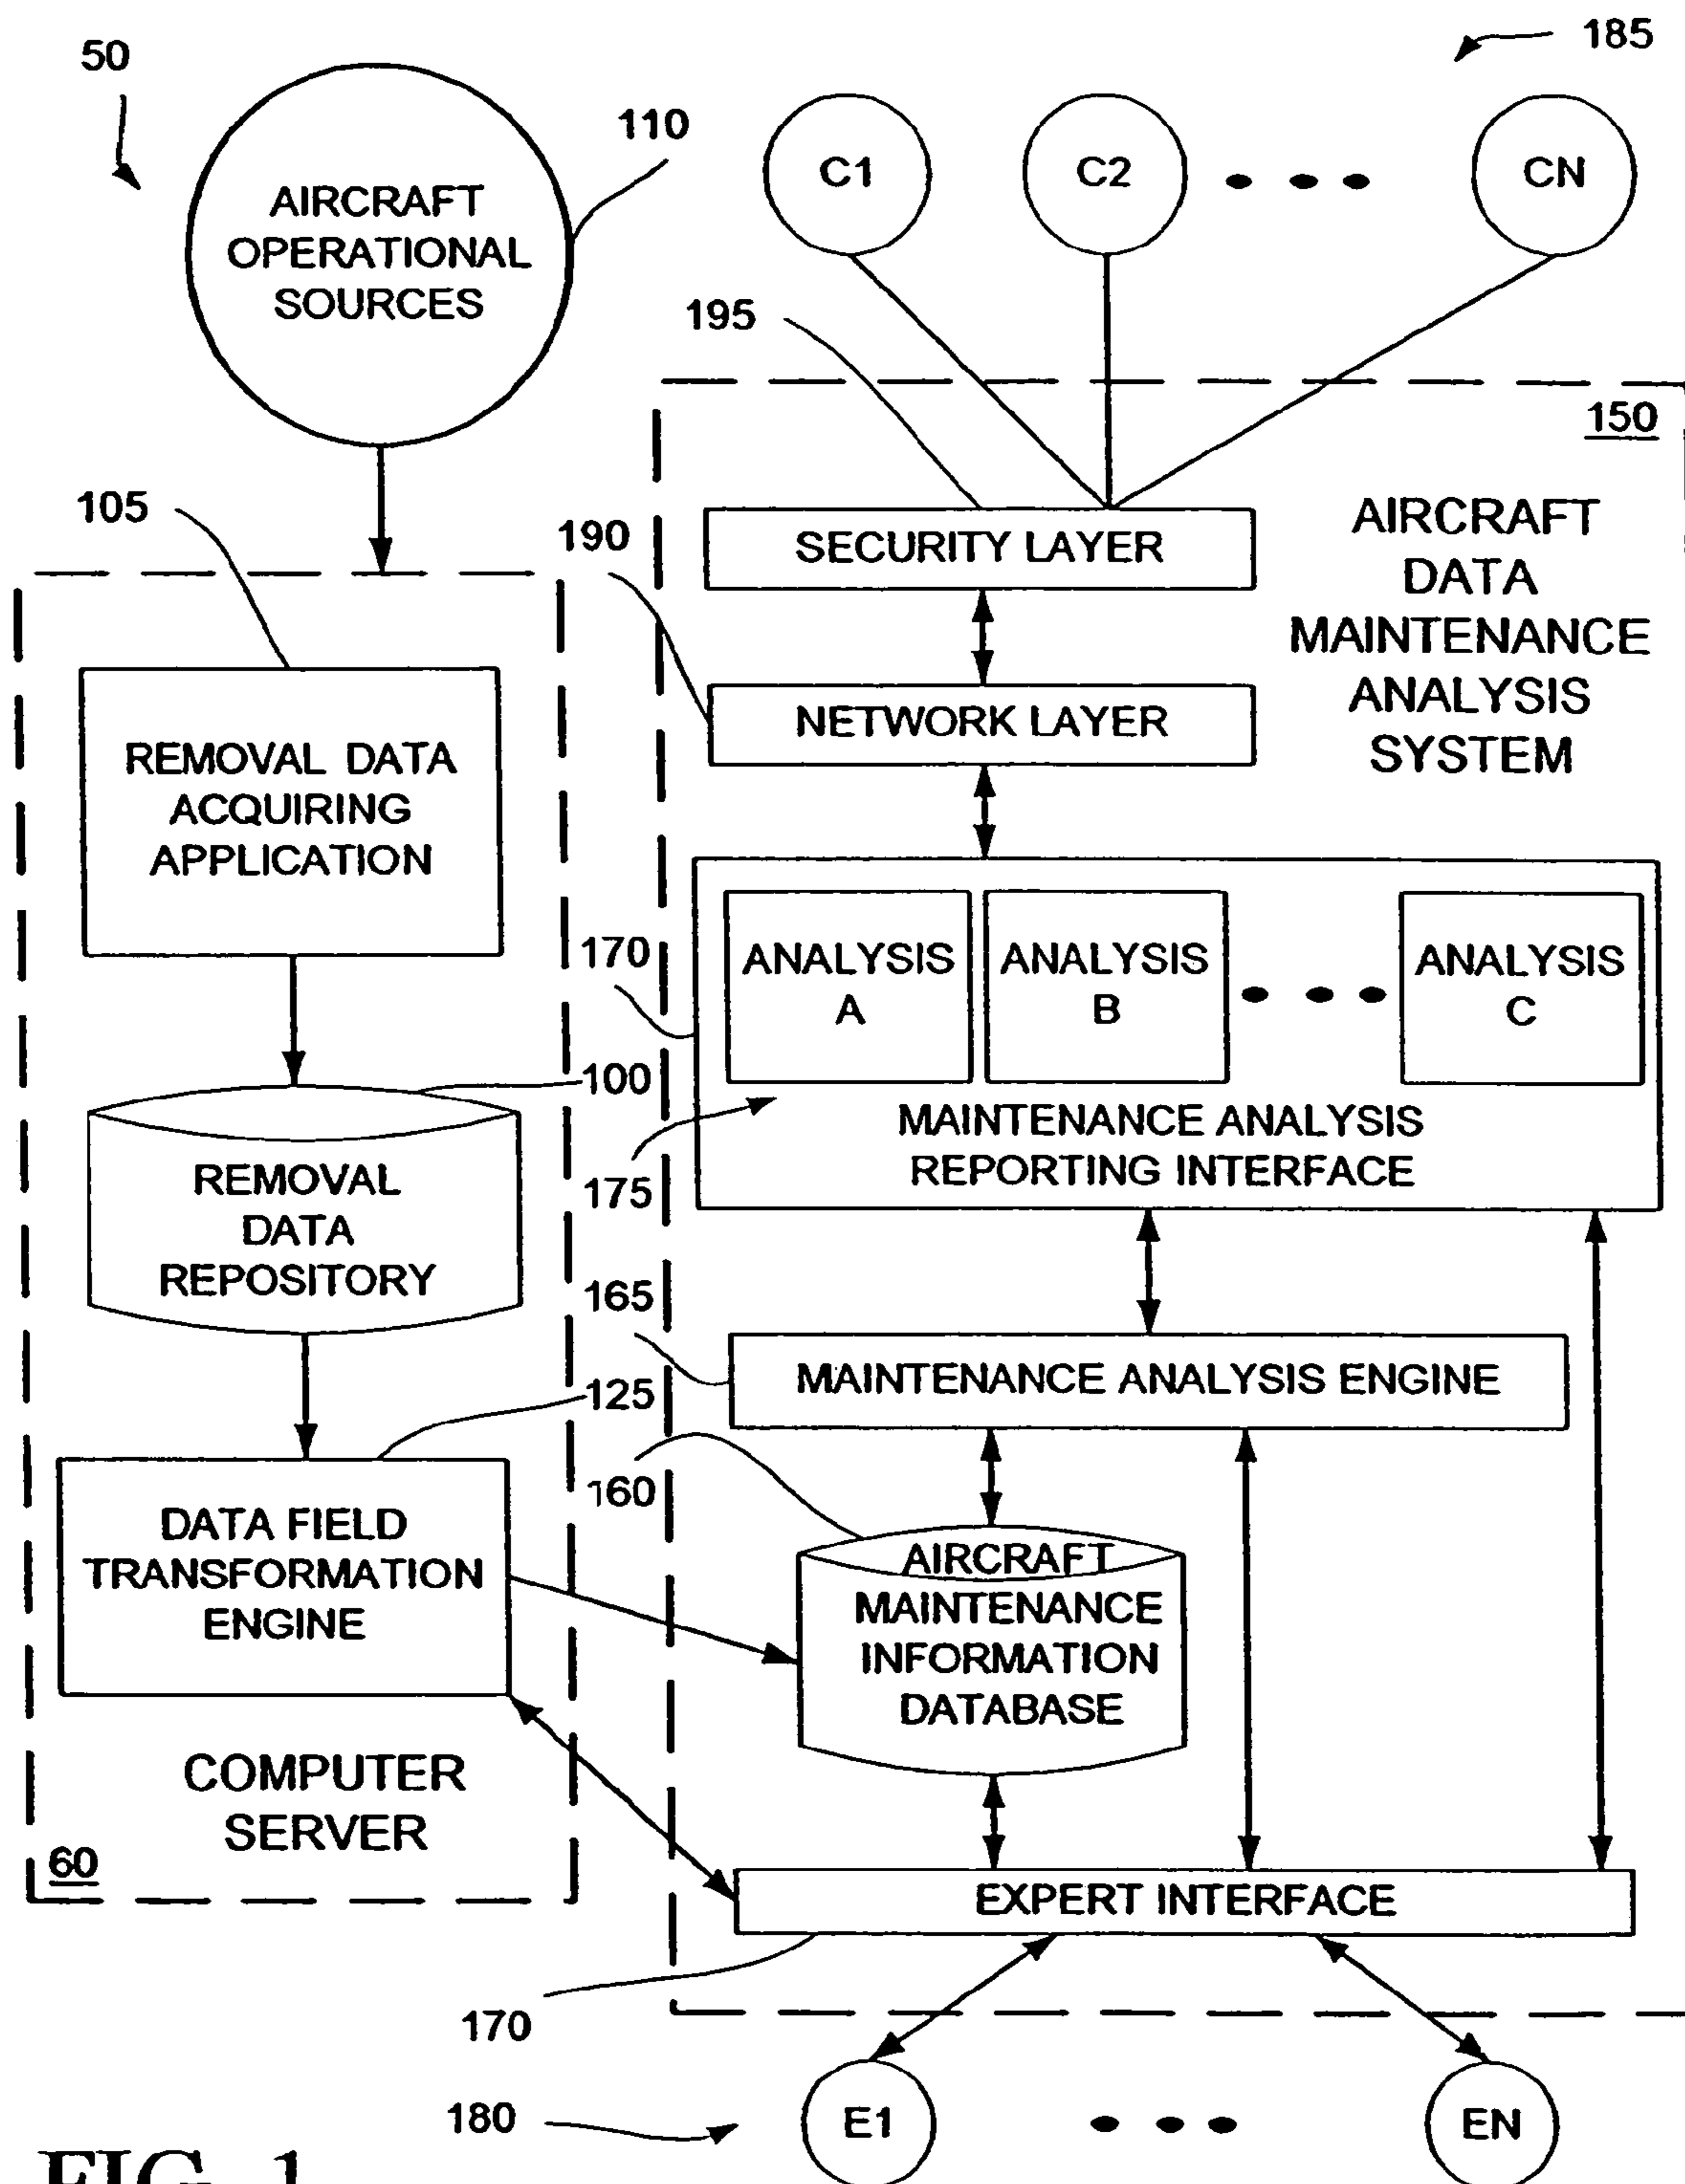 50
185
110
C1
C2
CN
AIRCRAFT
OPERATIONAL
SOURCES
195
150
105
190
SECURITY LAYER
AIRCRAFT
DATA
MAINTENANCE
ANALYSIS
SYSTEM
NETWORK LAYER
REMOVAL DATA
ACQUIRING
APPLICATION
170
ANALYSIS
A
ANALYSIS
B
ANALYSIS
C
100
MAINTENANCE ANALYSIS
REPORTING INTERFACE
175
REMOVAL
DATA
REPOSITORY
165
MAINTENANCE ANALYSIS ENGINE
125
160
DATA FIELD
TRANSFORMATION
ENGINE
AIRCRAFT
MAINTENANCE
INFORMATION
DATABASE
COMPUTER
SERVER
60
EXPERT INTERFACE
170
180
E1
EN
FIG. 1